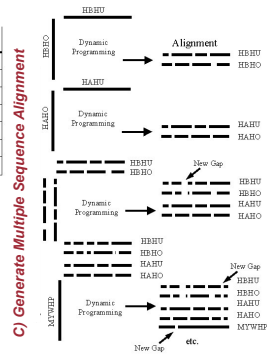 C) Generate Multiple Sequence Alignment
HBHU
HBHO
Dynamic
Programming
Alignment
HBHU
HBHO
HAHU
HAHO
Dynamic
Programming
HAHU
HAHO
HBHU
HBHO
New Gap
Dynamic
Programming
HBHU
HBHO
HAHU
HAHO
HBHU
HBHO
HAHU
HAHO
New Gap
MYWHP
Dynamic
Programming
HBHU
HBHO
HAHU
HAHO
MYWHP
New Gap
etc.